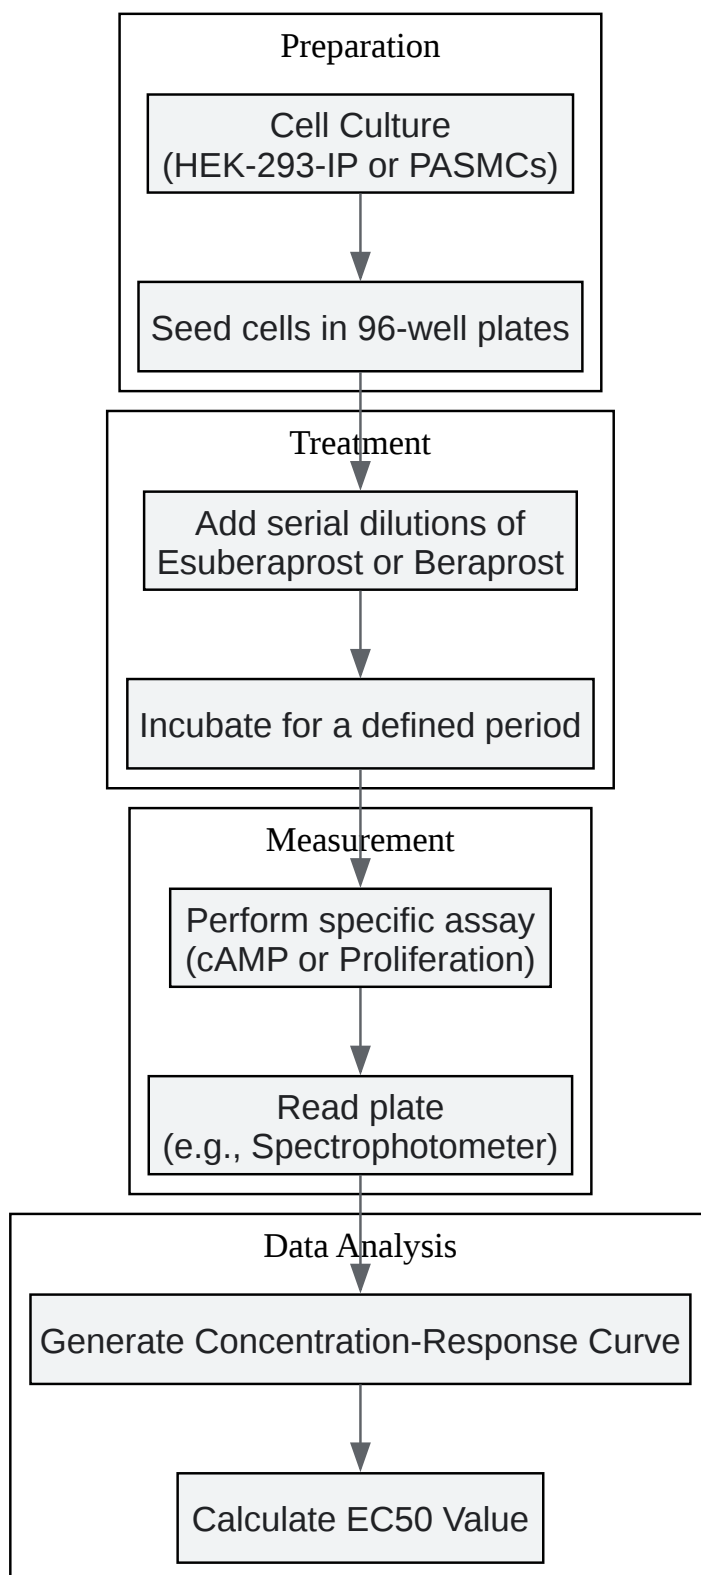 Preparation
Cell Culture
(HEK-293-IP or PASMCs)
Seed cells in 96-well plates
Treatment
Add serial dilutions of
Esuberaprost or Beraprost
Incubate for a defined period
Measurement
Perform specific assay
(cAMP or Proliferation)
Read plate
(e.g., Spectrophotometer)
Data Analysis
Generate Concentration-Response Curve
Calculate EC50 Value